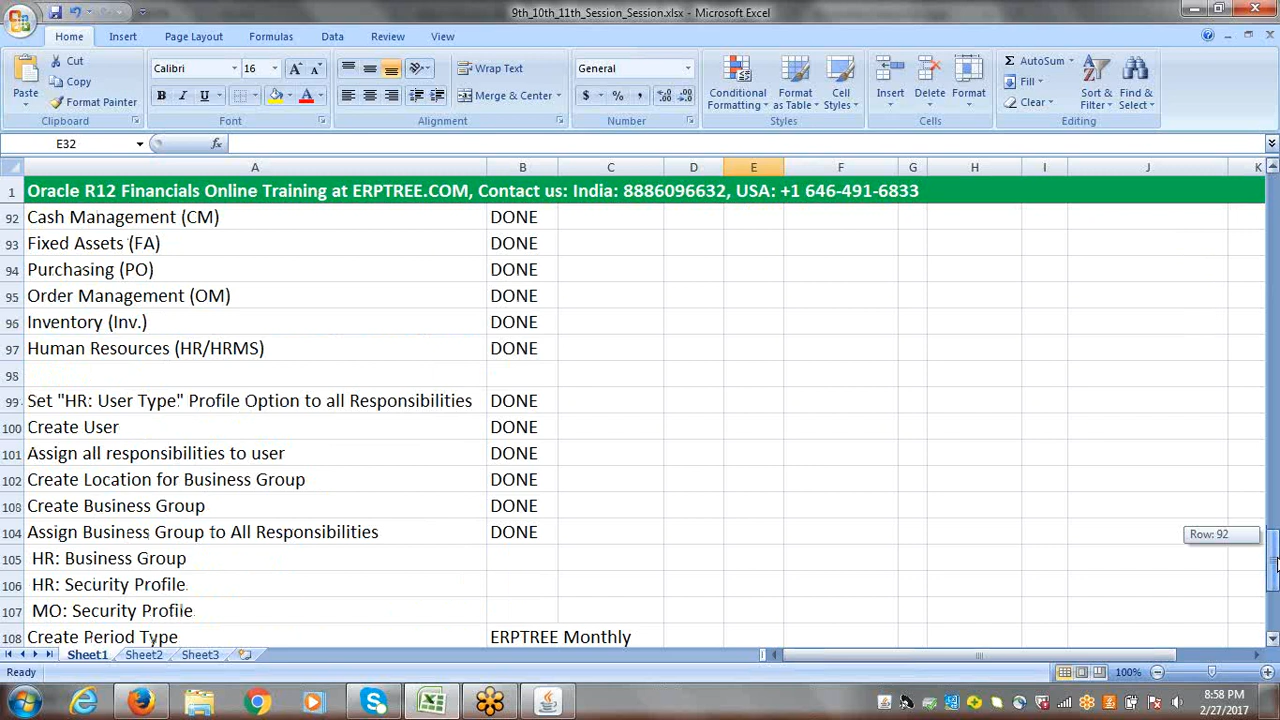 9th_10th_11th_Session_Session.xlsx - Microsoft Excel
Home Insert Page Layout Formulas Data Review View
Cut
Copy
Format Painter
Paste
Clipboard
Calibri 16
B I U
Font
Wrap Text
Merge & Center
Alignment
General
$ % ,
Number
Conditional Formatting
Format as Table
Cell Styles
Styles
Insert Delete Format
Cells
AutoSum
Fill
Clear
Sort & Filter
Find & Select
Editing
E32
A B C D E F G H I J K
1 Oracle R12 Financials Online Training at ERPTREE.COM, Contact us: India: 8886096632, USA: +1 646-491-6833
92 Cash Management (CM) DONE
93 Fixed Assets (FA) DONE
94 Purchasing (PO) DONE
95 Order Management (OM) DONE
96 Inventory (Inv.) DONE
97 Human Resources (HR/HRMS) DONE
98
99 Set "HR: User Type" Profile Option to all Responsibilities DONE
100 Create User DONE
101 Assign all responsibilities to user DONE
102 Create Location for Business Group DONE
103 Create Business Group DONE
104 Assign Business Group to All Responsibilities DONE
Row: 92
105 HR: Business Group
106 HR: Security Profile
107 MO: Security Profile
108 Create Period Type ERPTREE Monthly
Sheet1 Sheet2 Sheet3
Ready 100%
8:58 PM
2/27/2017